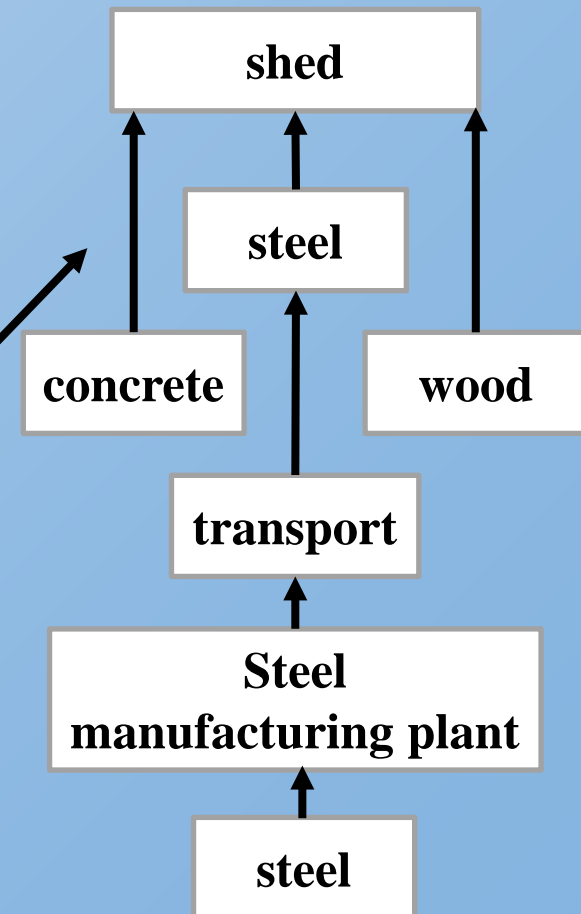 shed
steel
concrete
wood
transport
Steel
manufacturing plant
steel